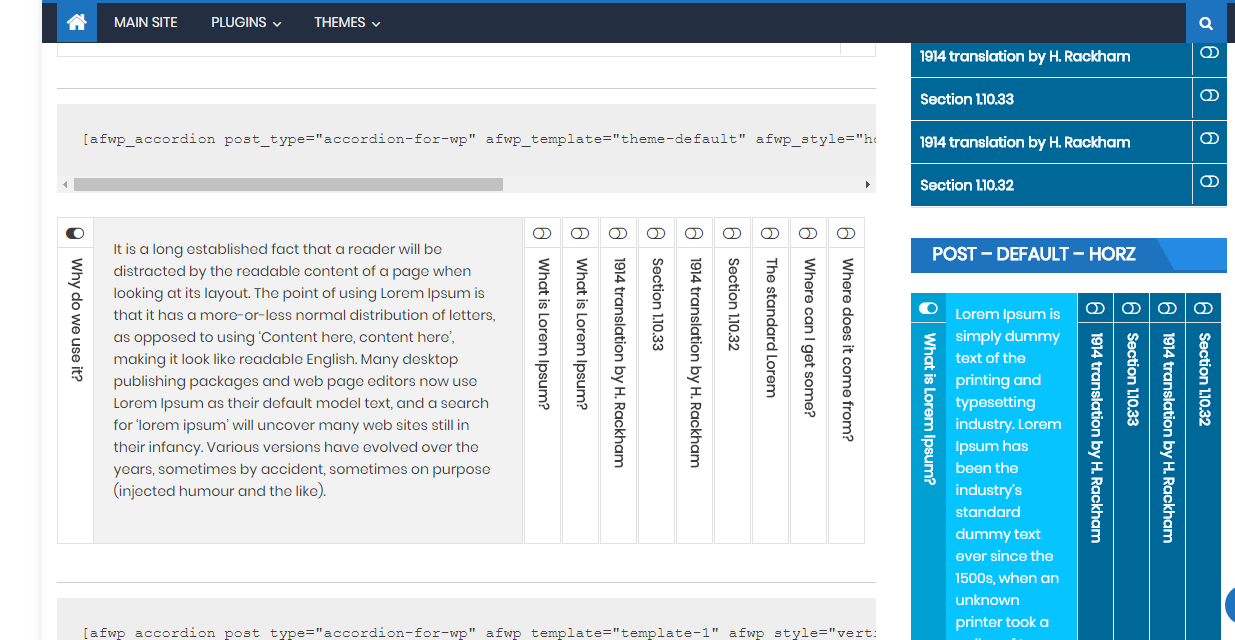 MAIN SITE PLUGINS THEMES
[afwp_accordion post_type="accordion-for-wp" afwp_template="theme-default" afwp_style="ho
Why do we use it?
It is a long established fact that a reader will be
distracted by the readable content of a page when
looking at its layout. The point of using Lorem Ipsum is
that it has a more-or-less normal distribution of letters,
as opposed to using ‘Content here, content here’,
making it look like readable English. Many desktop
publishing packages and web page editors now use
Lorem Ipsum as their default model text, and a search
for ‘lorem ipsum’ will uncover many web sites still in
their infancy. Various versions have evolved over the
years, sometimes by accident, sometimes on purpose
(injected humour and the like).
What is Lorem Ipsum?
What is Lorem Ipsum?
1914 translation by H. Rackham
Section 1.10.33
1914 translation by H. Rackham
Section 1.10.32
The standard Lorem
Where can I get some?
Where does it come from?
[afwp_accordion post_type="accordion-for-wp" afwp_template="template-1" afwp_style="verti
1914 translation by H. Rackham
Section 1.10.33
1914 translation by H. Rackham
Section 1.10.32
POST – DEFAULT – HORZ
What is Lorem Ipsum?
Lorem Ipsum is
simply dummy
text of the
printing and
typesetting
industry. Lorem
Ipsum has
been the
industry’s
standard
dummy text
ever since the
1500s, when an
unknown
printer took a
1914 translation by H. Rackham
Section 1.10.33
1914 translation by H. Rackham
Section 1.10.32